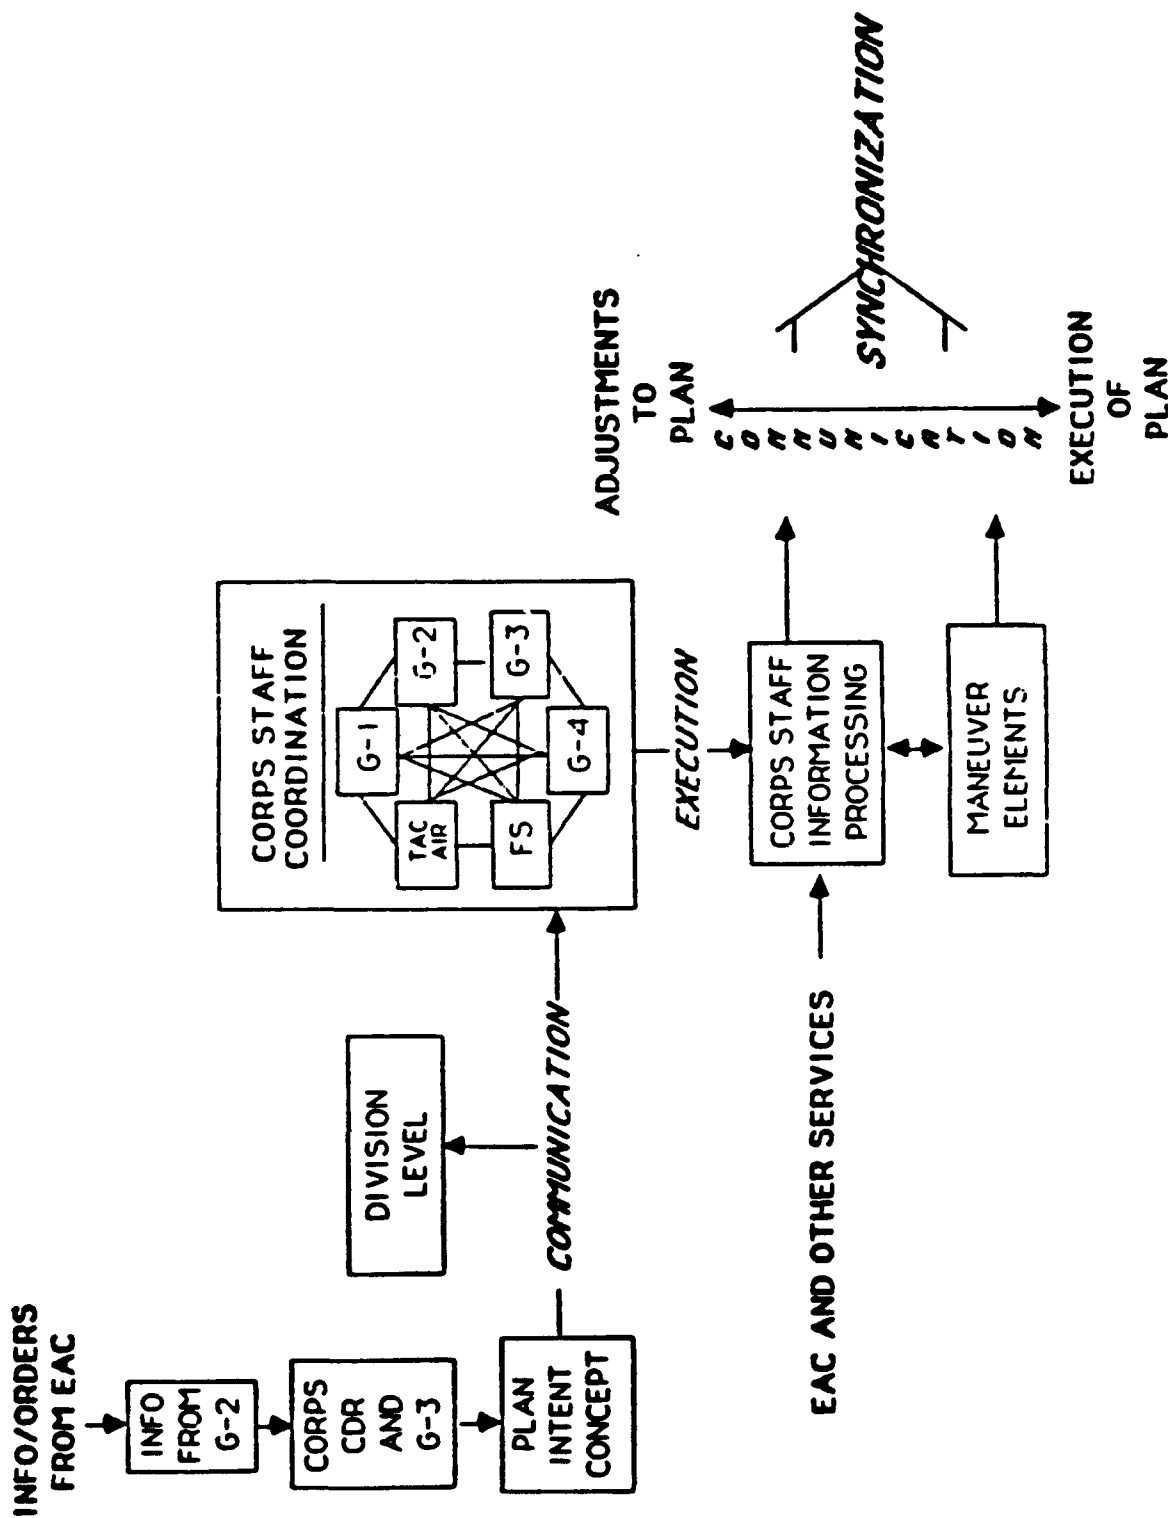 INFO/ORDERS
FROM EAC
INFO
FROM
G-2
CORPS
CDR
AND
G-3
PLAN
INTENT
CONCEPT
COMMUNICATION
DIVISION
LEVEL
CORPS STAFF
COORDINATION
G-1
TAC
AIR
G-2
FS
G-3
G-4
EXECUTION
EAC AND OTHER SERVICES
CORPS STAFF
INFORMATION
PROCESSING
MANEUVER
ELEMENTS
ADJUSTMENTS
TO
PLAN
COMMUNICATION
EXECUTION
OF
PLAN
SYNCHRONIZATION